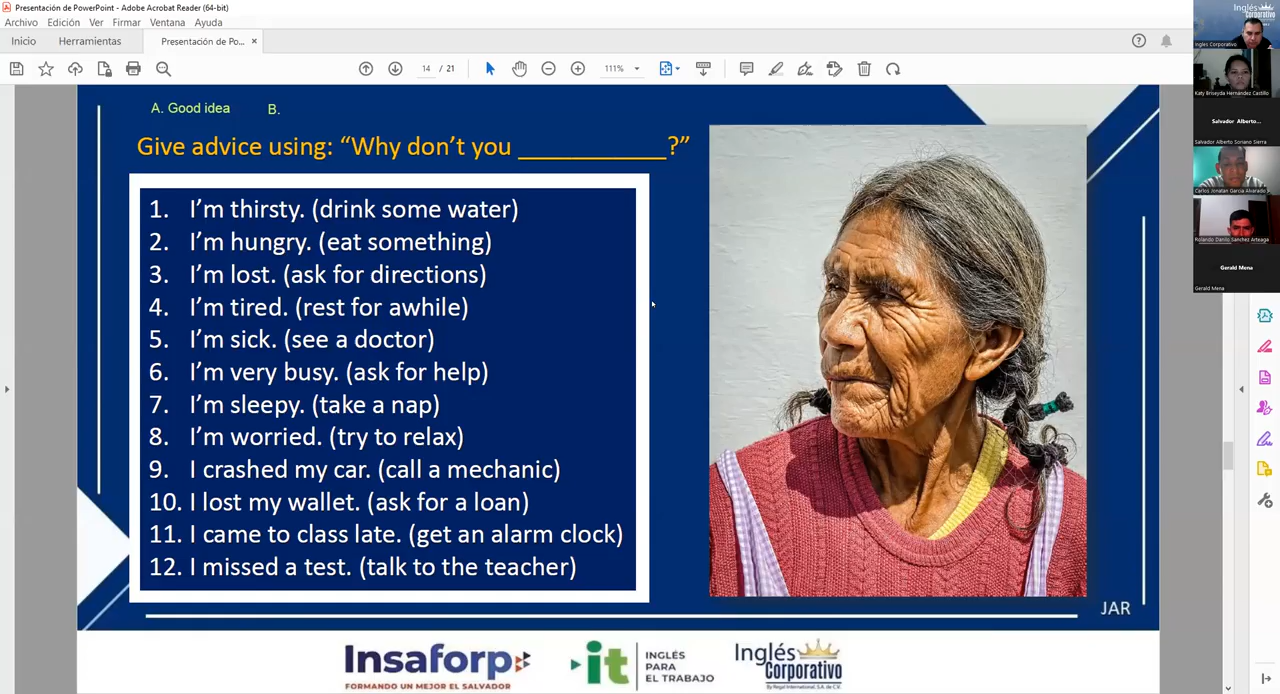 Presentación de PowerPoint - Adobe Acrobat Reader (64-bit)
Archivo Edición Ver Firmar Ventana Ayuda
Inicio Herramientas Presentación de Po... ×
14 / 21 111%
A. Good idea B.
Give advice using: “Why don’t you ___________?”
1. I’m thirsty. (drink some water)
2. I’m hungry. (eat something)
3. I’m lost. (ask for directions)
4. I’m tired. (rest for awhile)
5. I’m sick. (see a doctor)
6. I’m very busy. (ask for help)
7. I’m sleepy. (take a nap)
8. I’m worried. (try to relax)
9. I crashed my car. (call a mechanic)
10. I lost my wallet. (ask for a loan)
11. I came to class late. (get an alarm clock)
12. I missed a test. (talk to the teacher)
JAR
Insaforp
FORMANDO UN MEJOR EL SALVADOR
it
INGLÉS
PARA
EL TRABAJO
Inglés
Corporativo
By Regal International, S.A. de C.V.
Inglés
Corporativo
Ingles Corporativo
Katy Briseyda Hernández Castillo
Salvador Alberto...
Salvador Alberto Soriano Sierra
Carlos Jonatan Garcia Alvarado
Rolando Danilo Sánchez Arteaga
Gerald Mena
Gerald Mena